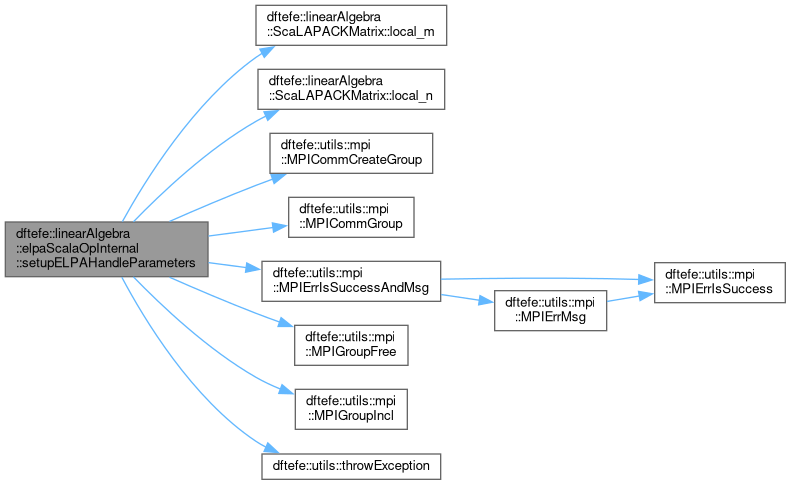 dftefe::linearAlgebra
::elpaScalaOpInternal
::setupELPAHandleParameters
dftefe::linearAlgebra
::ScaLAPACKMatrix::local_m
dftefe::linearAlgebra
::ScaLAPACKMatrix::local_n
dftefe::utils::mpi
::MPICommCreateGroup
dftefe::utils::mpi
::MPICommGroup
dftefe::utils::mpi
::MPIErrIsSuccessAndMsg
dftefe::utils::mpi
::MPIErrMsg
dftefe::utils::mpi
::MPIErrIsSuccess
dftefe::utils::mpi
::MPIGroupFree
dftefe::utils::mpi
::MPIGroupIncl
dftefe::utils::throwException